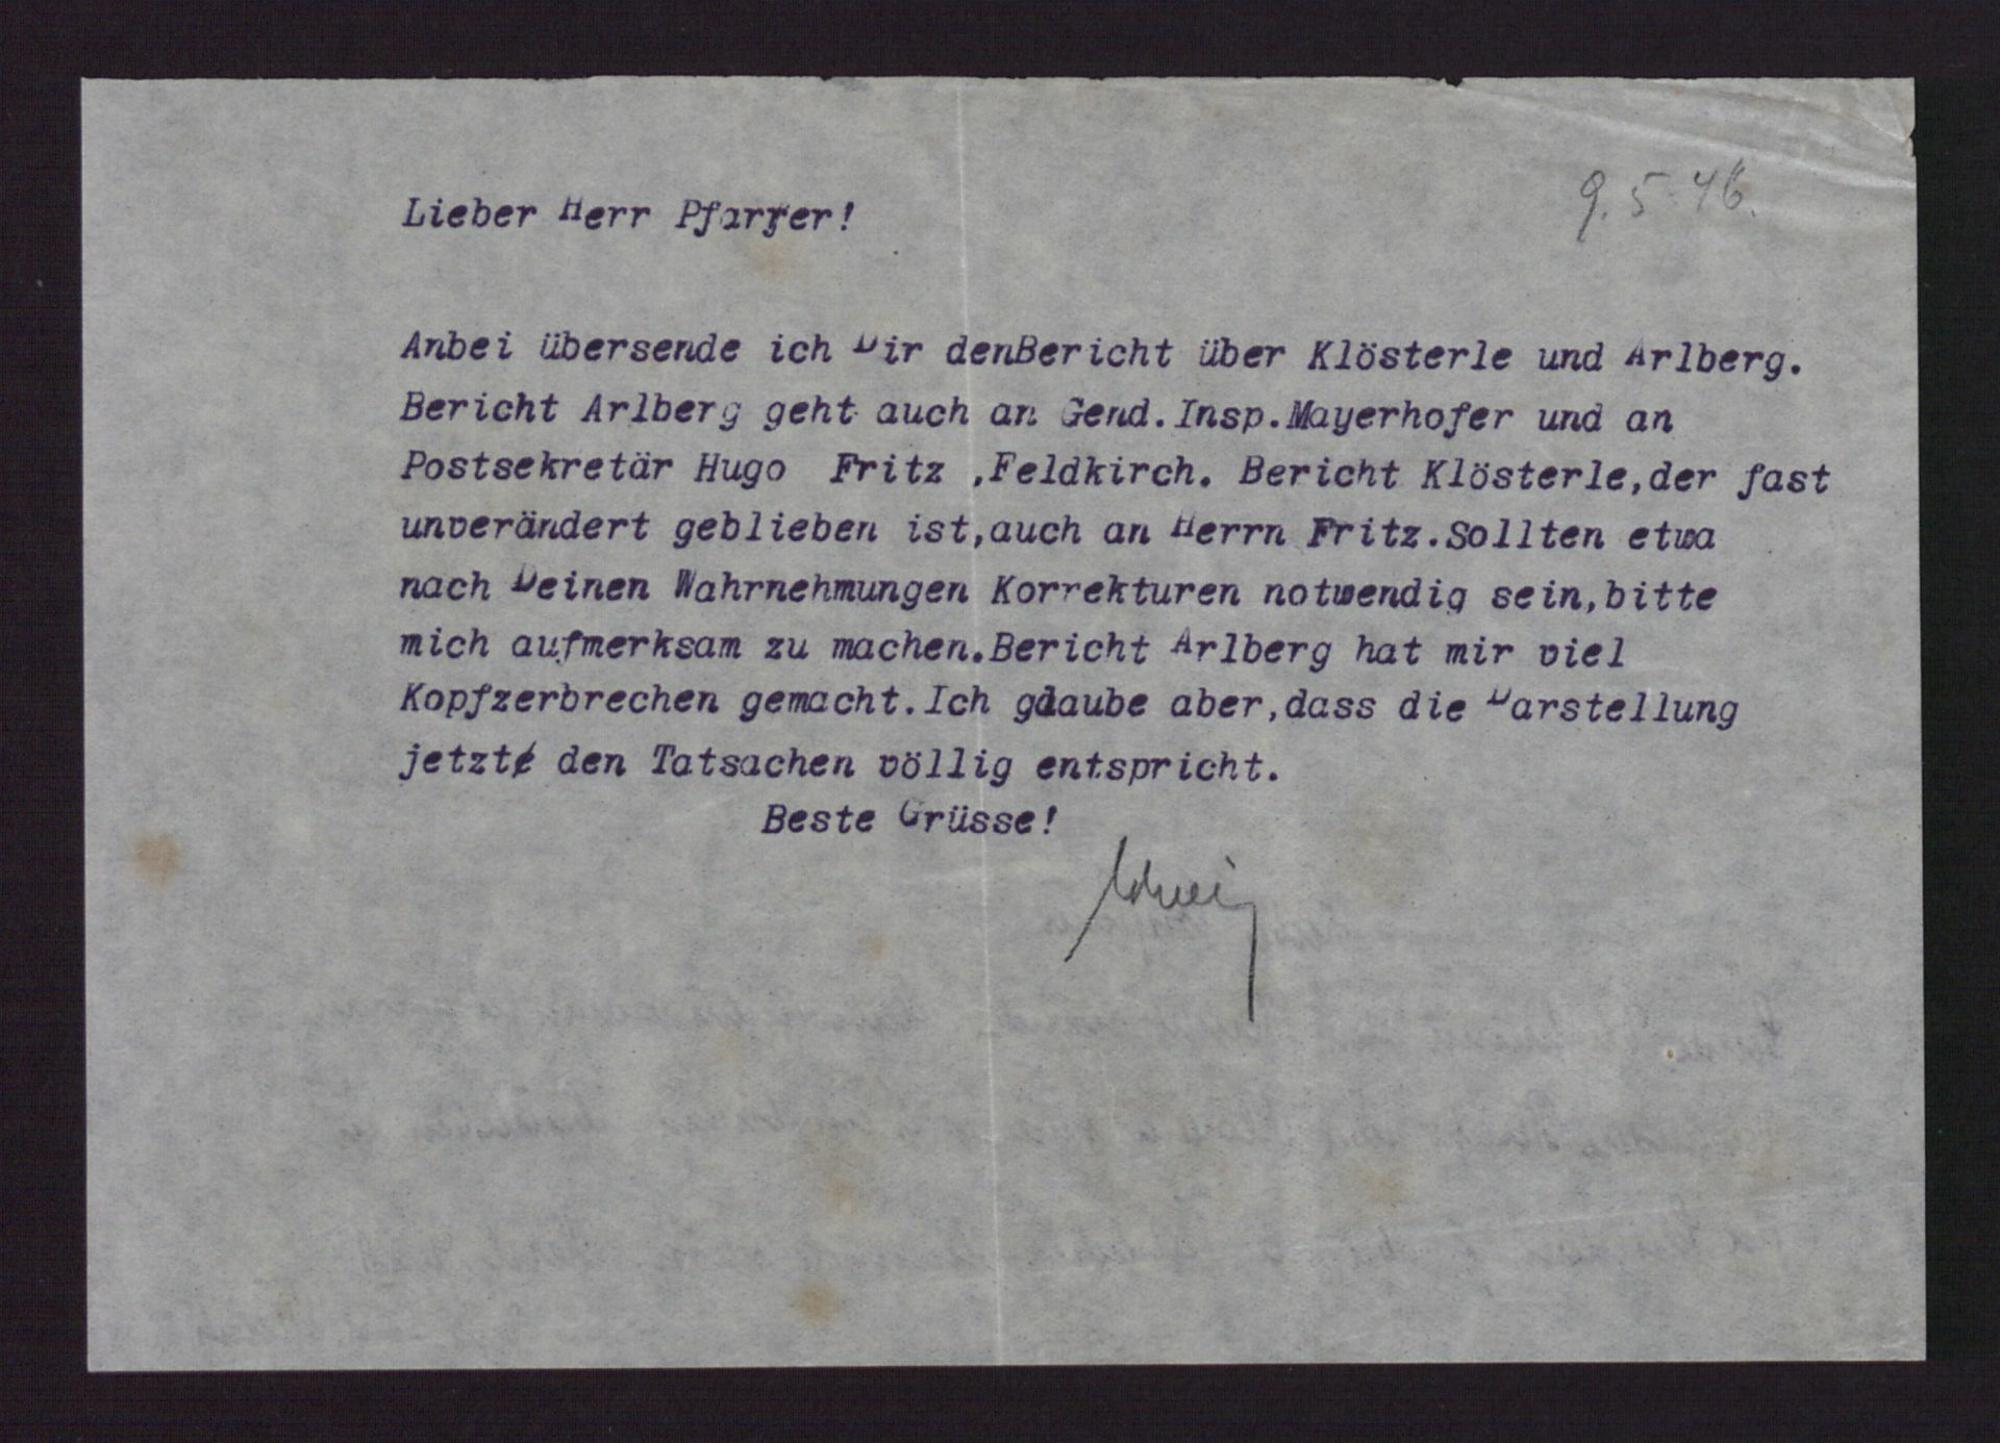 9.5.46.
Lieber Herr Pfarrer!
Anbei übersende ich Dir denBericht über Klösterle und Arlberg.
Bericht Arlberg geht auch an Gend.Insp.Mayerhofer und an
Postsekretär Hugo Fritz ,Feldkirch. Bericht Klösterle,der fast
unverändert geblieben ist,auch an Herrn Fritz.Sollten etwa
nach Deinen Wahrnehmungen Korrekturen notwendig sein,bitte
mich aufmerksam zu machen.Bericht Arlberg hat mir viel
Kopfzerbrechen gemacht.Ich glaube aber,dass die Darstellung
jetzt den Tatsachen völlig entspricht.
Beste Grüsse!